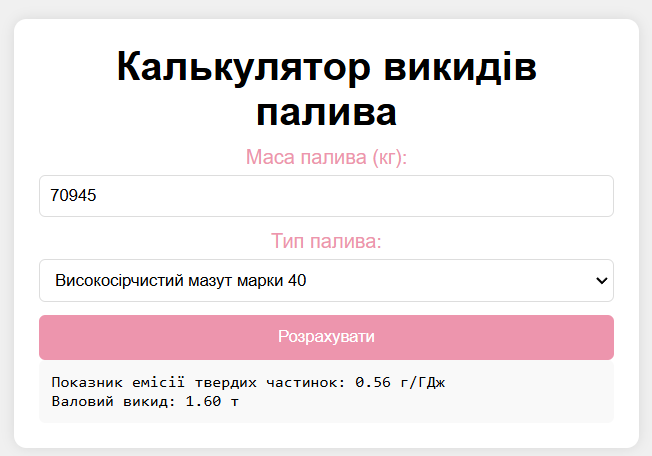 Калькулятор викидів
палива
Маса палива (кг):
70945
Тип палива:
Високосірчистий мазут марки 40
Розрахувати
Показник емісії твердих частинок: 0.56 г/ГДж
Валовий викид: 1.60 т